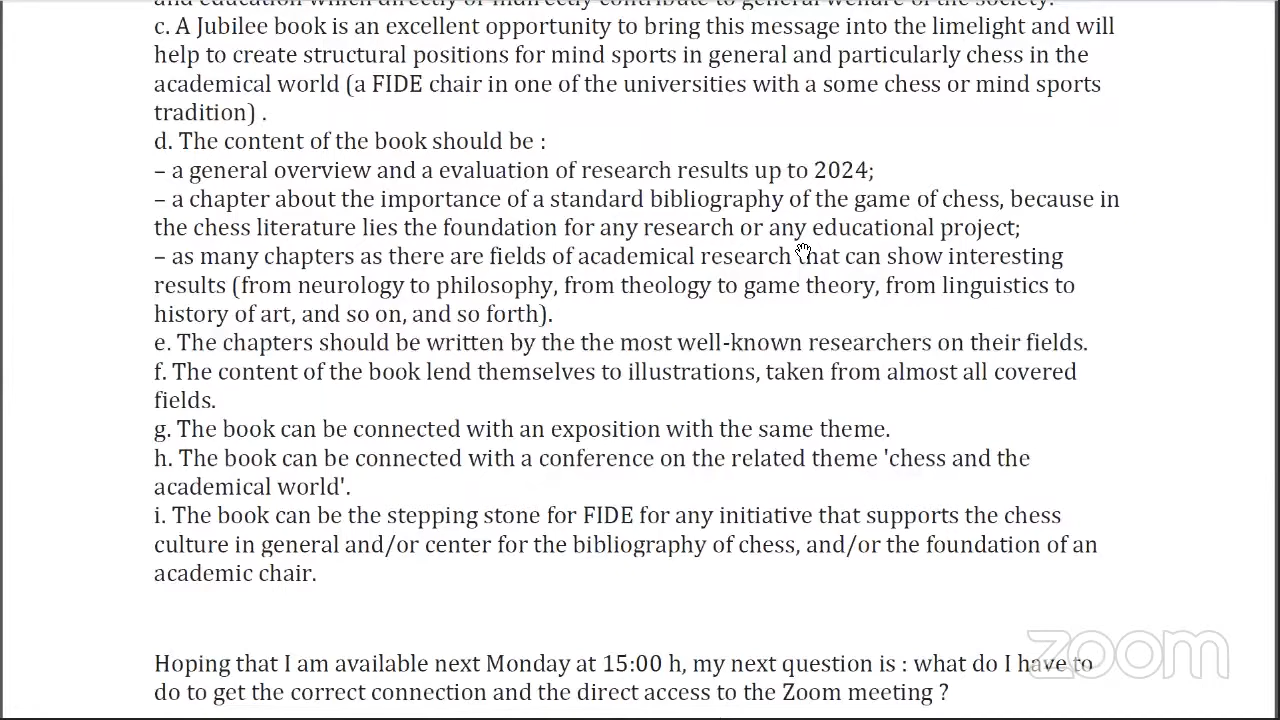 and education which directly or indirectly contribute to general welfare of the society.
c. A Jubilee book is an excellent opportunity to bring this message into the limelight and will
help to create structural positions for mind sports in general and particularly chess in the
academical world (a FIDE chair in one of the universities with a some chess or mind sports
tradition) .
d. The content of the book should be :
– a general overview and a evaluation of research results up to 2024;
– a chapter about the importance of a standard bibliography of the game of chess, because in
the chess literature lies the foundation for any research or any educational project;
– as many chapters as there are fields of academical research that can show interesting
results (from neurology to philosophy, from theology to game theory, from linguistics to
history of art, and so on, and so forth).
e. The chapters should be written by the the most well-known researchers on their fields.
f. The content of the book lend themselves to illustrations, taken from almost all covered
fields.
g. The book can be connected with an exposition with the same theme.
h. The book can be connected with a conference on the related theme 'chess and the
academical world'.
i. The book can be the stepping stone for FIDE for any initiative that supports the chess
culture in general and/or center for the bibliography of chess, and/or the foundation of an
academic chair.
Hoping that I am available next Monday at 15:00 h, my next question is : what do I have to
do to get the correct connection and the direct access to the Zoom meeting ?
zoom